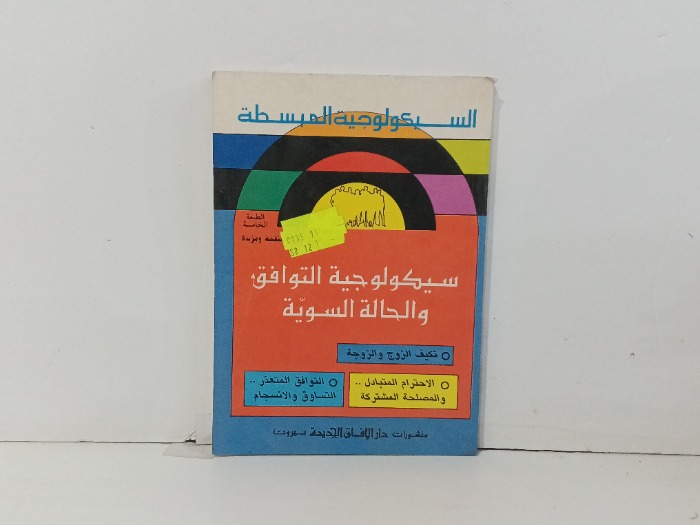 السيكولوجية المبسطة
الطبعة
الخامسة
منقحة ومزيدة
سيكولوجية التوافق
والحالة السويّة
تكيف الزوج والزوجة
الاحترام المتبادل ..
والمصلحة المشتركة
التوافق المتعذر ..
التساوق والانسجام
منشورات دار الآفاق الجديدة بيروت